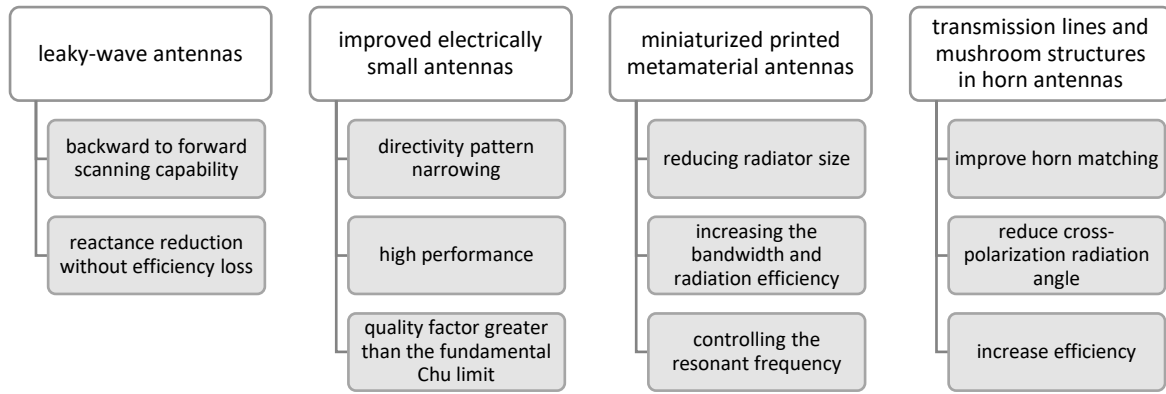 leaky-wave antennas
backward to forward
scanning capability
reactance reduction
without efficiency loss
improved electrically
small antennas
directivity pattern
narrowing
high performance
quality factor greater
than the fundamental
Chu limit
miniaturized printed
metamaterial antennas
reducing radiator size
increasing the
bandwidth and
radiation efficiency
controlling the
resonant frequency
transmission lines and
mushroom structures
in horn antennas
improve horn matching
reduce cross-
polarization radiation
angle
increase efficiency